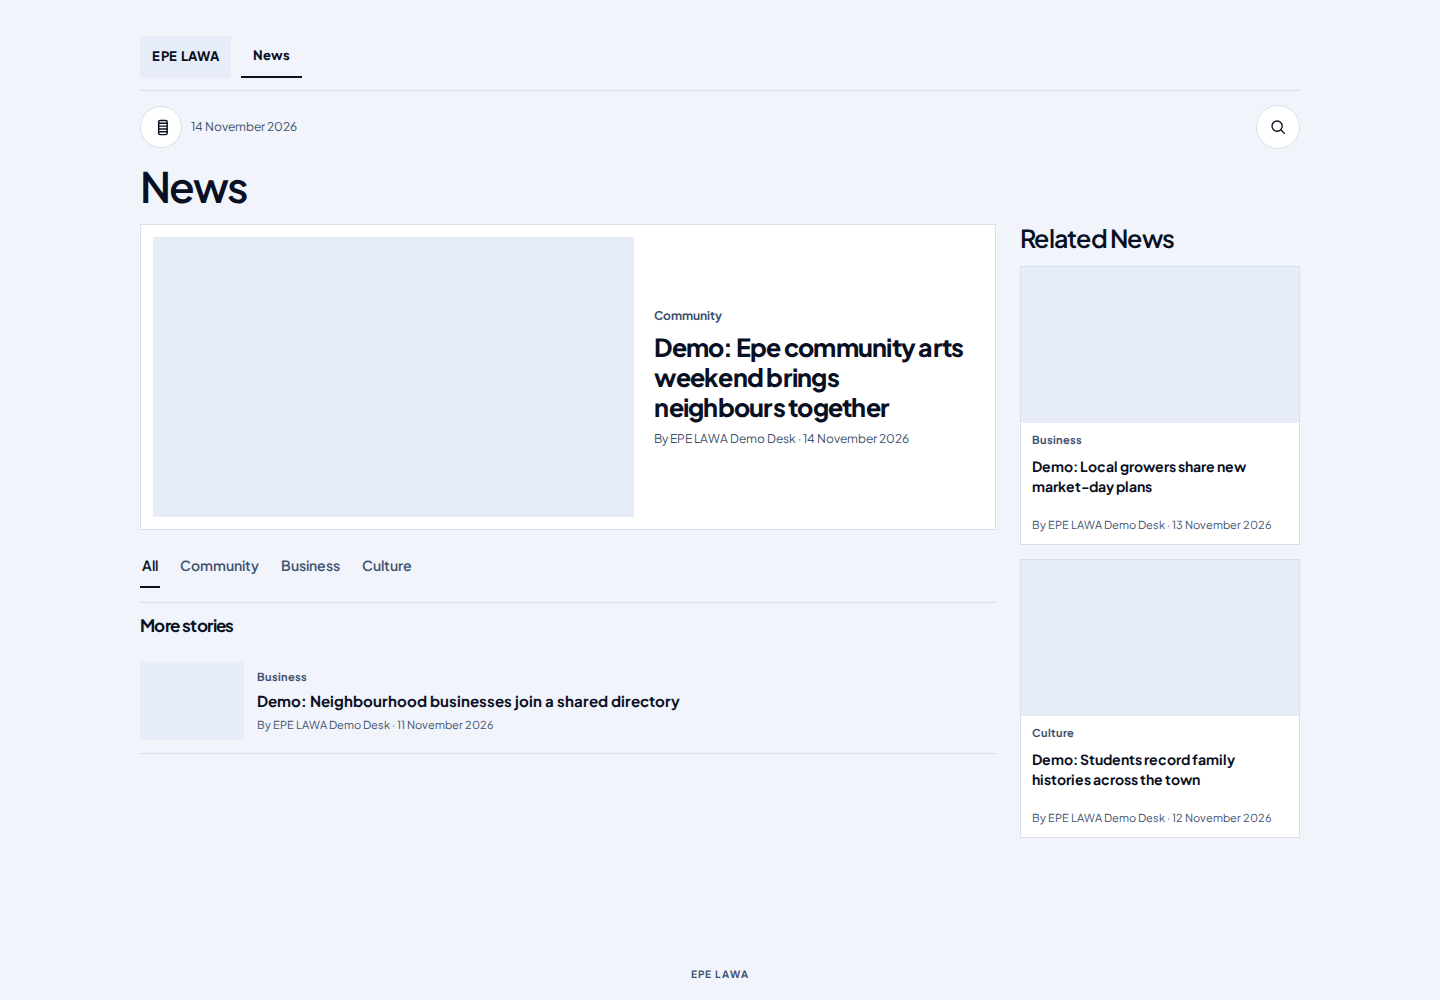 EPE LAWA
News
14 November 2026
News
Community
Demo: Epe community arts
weekend brings
neighbours together
By EPE LAWA Demo Desk · 14 November 2026
All
Community
Business
Culture
More stories
Business
Demo: Neighbourhood businesses join a shared directory
By EPE LAWA Demo Desk · 11 November 2026
Related News
Business
Demo: Local growers share new
market-day plans
By EPE LAWA Demo Desk · 13 November 2026
Culture
Demo: Students record family
histories across the town
By EPE LAWA Demo Desk · 12 November 2026
EPE LAWA